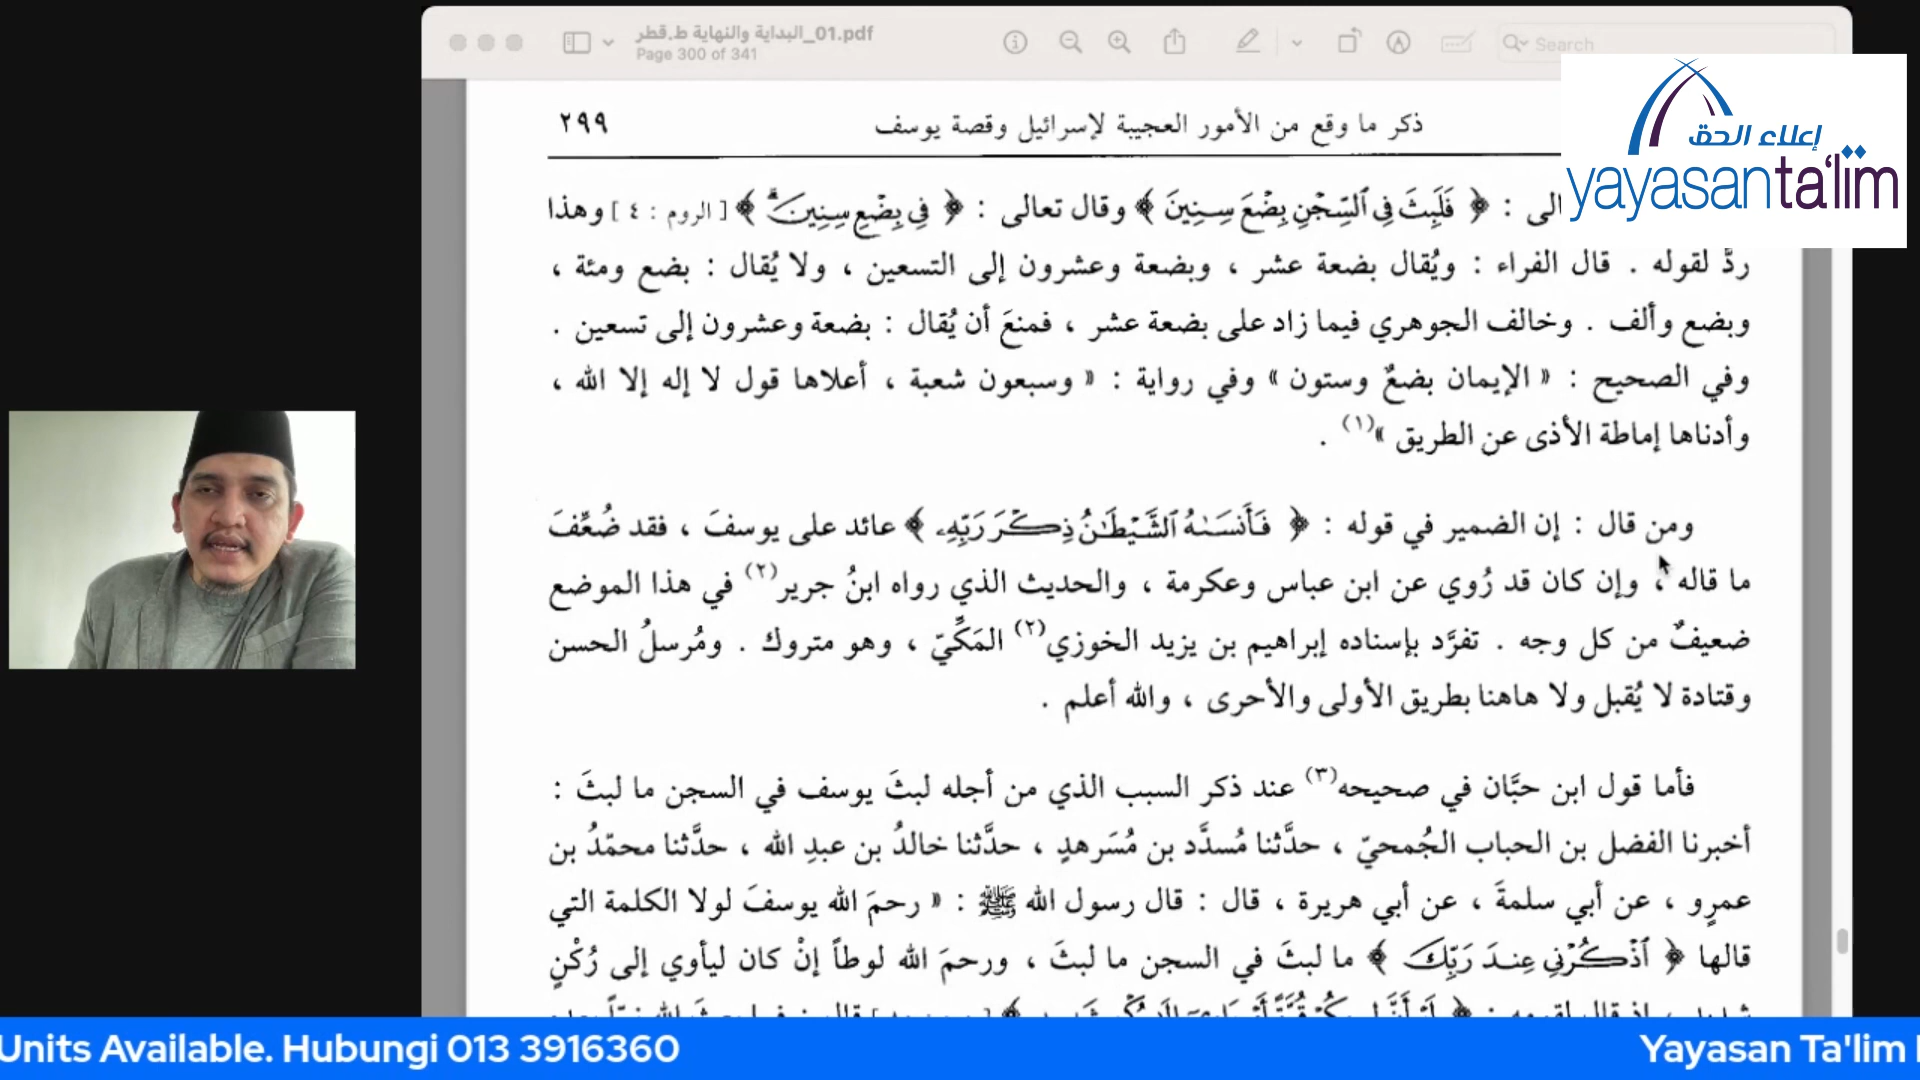 البداية والنهاية ط.قطر_01.pdf
Page 300 of 341
Search
إعلاء الحق
yayasanta'lim
ذكر ما وقع من الأمور العجيبة لإسرائيل وقصة يوسف ٢٩٩
: ﴿ فَلَبِثَ فِي ٱلسِّجْنِ بِضْعَ سِنِينَ ﴾ وقال تعالى : ﴿ فِي بِضْعِ سِنِينَ ۗ ﴾ [ الروم : ٤ ] وهذا
ردٌّ لقوله . قال الفراء : ويُقال بضعة عشر ، وبضعة وعشرون إلى التسعين ، ولا يُقال : بضع ومئة ،
وبضع وألف . وخالف الجوهري فيما زاد على بضعة عشر ، فمنعَ أن يُقال : بضعة وعشرون إلى تسعين .
وفي الصحيح : « الإيمان بضعٌ وستون » وفي رواية : « وسبعون شعبة ، أعلاها قول لا إله إلا الله ،
وأدناها إماطة الأذى عن الطريق »(١) .
ومن قال : إن الضمير في قوله : ﴿ فَأَنسَىٰهُ ٱلشَّيْطَٰنُ ذِكْرَ رَبِّهِۦ ﴾ عائد على يوسفَ ، فقد ضُعِّفَ
ما قاله ، وإن كان قد رُوي عن ابن عباس وعكرمة ، والحديث الذي رواه ابنُ جرير(٢) في هذا الموضع
ضعيفٌ من كل وجه . تفرَّد بإسناده إبراهيم بن يزيد الخوزي(٢) المَكِّيّ ، وهو متروك . ومُرسلُ الحسن
وقتادة لا يُقبل ولا هاهنا بطريق الأولى والأحرى ، والله أعلم .
فأما قول ابن حبَّان في صحيحه(٣) عند ذكر السبب الذي من أجله لبثَ يوسف في السجن ما لبثَ :
أخبرنا الفضل بن الحباب الجُمحيّ ، حدَّثنا مُسدَّد بن مُسَرهدٍ ، حدَّثنا خالدُ بن عبدِ الله ، حدَّثنا محمّدُ بن
عمرٍو ، عن أبي سلمةَ ، عن أبي هريرة ، قال : قال رسول الله ﷺ : « رحمَ الله يوسفَ لولا الكلمة التي
قالها ﴿ ٱذْكُرْنِي عِندَ رَبِّكَ ﴾ ما لبثَ في السجن ما لبثَ ، ورحمَ الله لوطاً إنْ كان ليأوي إلى رُكْنٍ
Units Available. Hubungi 013 3916360
Yayasan Ta'lim